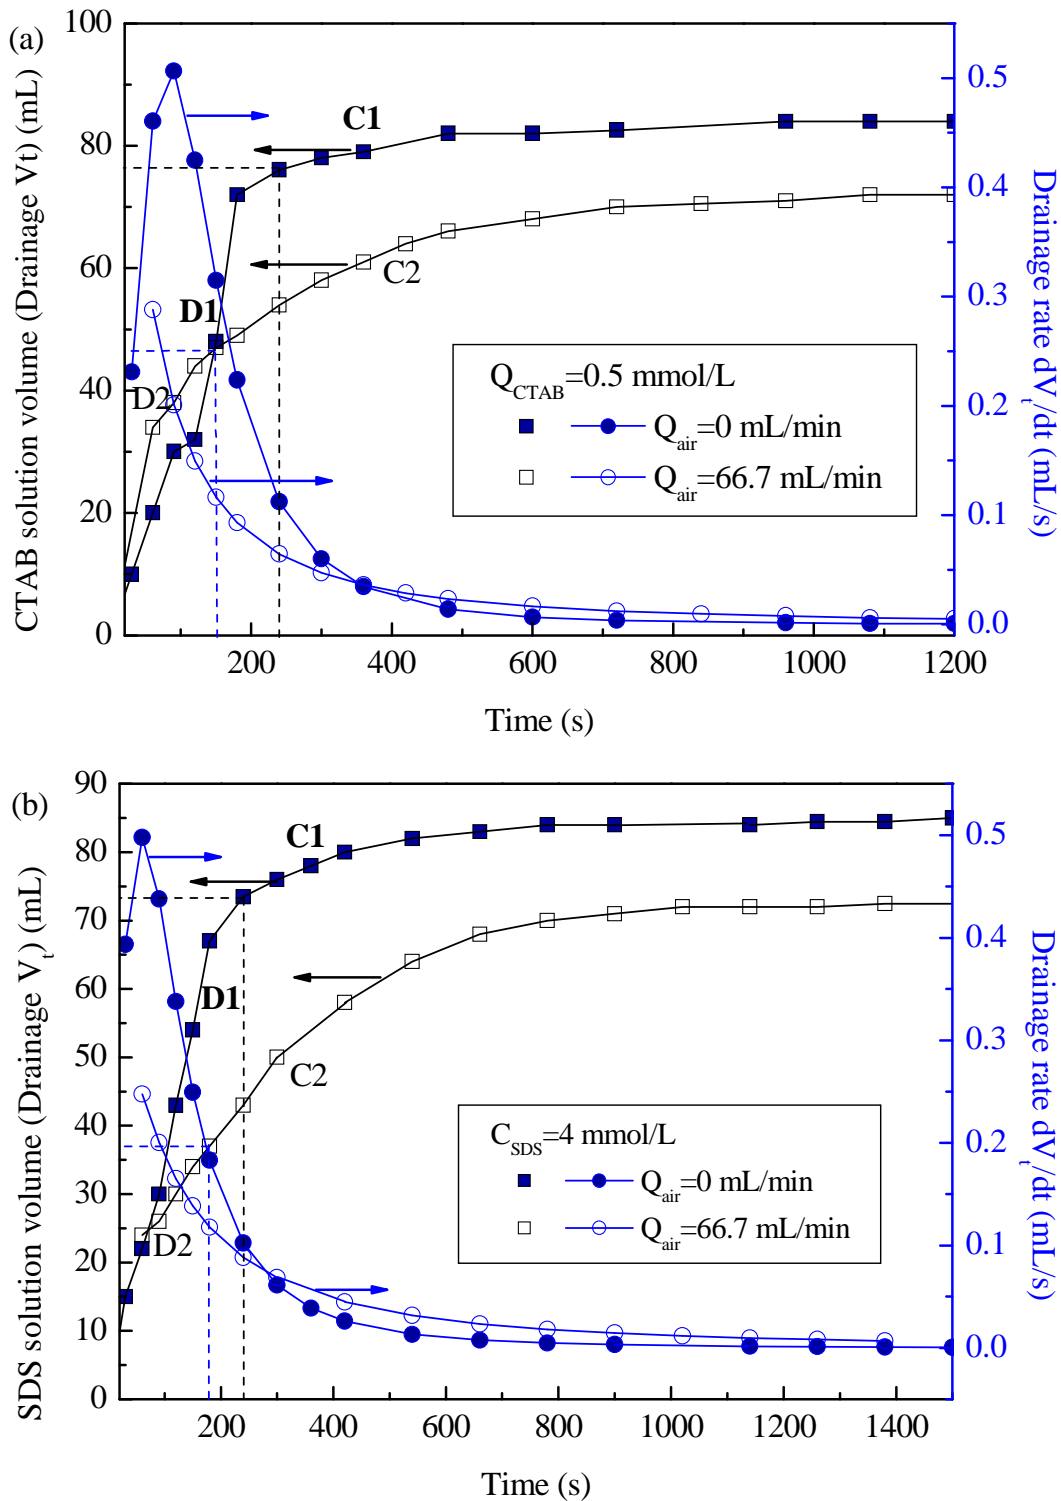 (a)
CTAB solution volume (Drainage Vt) (mL)
100
80
60
40
20
0
C1
C2
D1
D2
0.5
0.4
0.3
0.2
0.1
0.0
Drainage rate dVt/dt (mL/s)
QCTAB=0.5 mmol/L
Qair=0 mL/min
Qair=66.7 mL/min
200 400 600 800 1000 1200
Time (s)
(b)
SDS solution volume (Drainage Vt) (mL)
90
80
70
60
50
40
30
20
10
0
C1
D1
C2
D2
0.5
0.4
0.3
0.2
0.1
0.0
Drainage rate dVt/dt (mL/s)
CSDS=4 mmol/L
Qair=0 mL/min
Qair=66.7 mL/min
200 400 600 800 1000 1200 1400
Time (s)